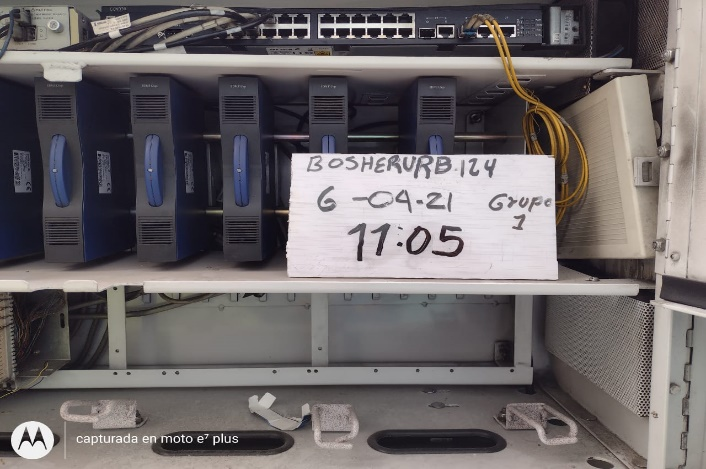 BOSHERURB.124
6-04-21 Grupo
1
11:05
capturada en moto e⁷ plus